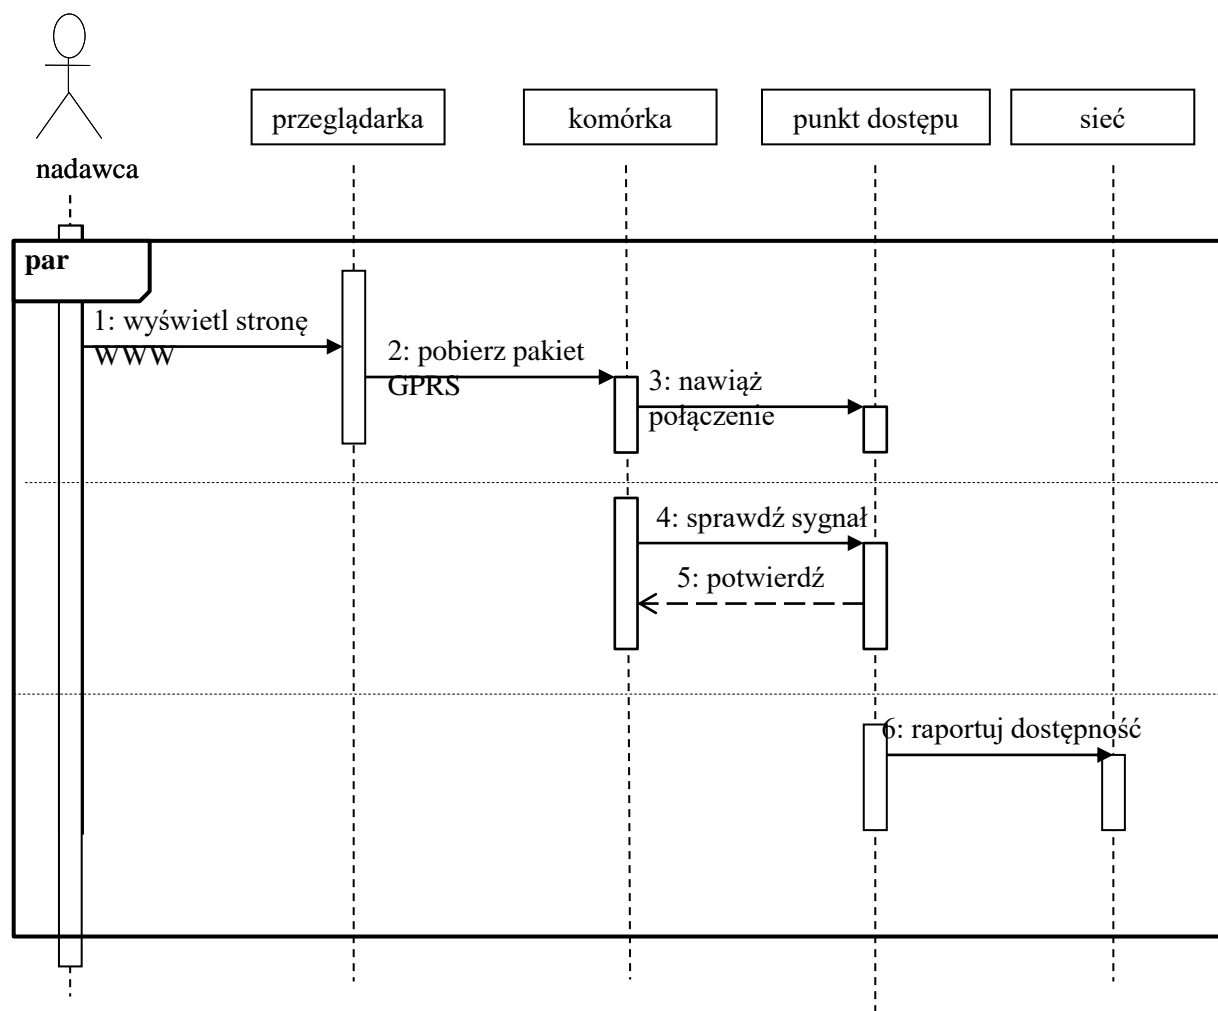 przeglądarka
komórka
punkt dostępu
sieć
nadawca
par
1: wyświetl stronę
WWW
2: pobierz pakiet
GPRS
3: nawiąż
połączenie
4: sprawdź sygnał
5: potwierdź
6: raportuj dostępność